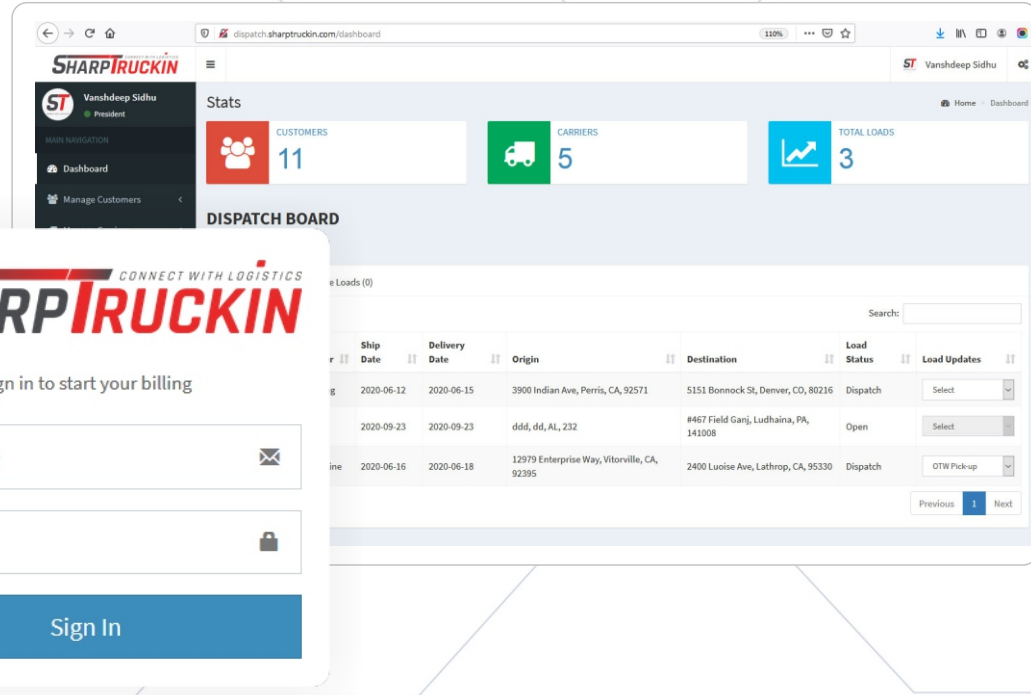 dispatch.sharptruckin.com/dashboard
110%
SHARPTRUCKIN
ST Vanshdeep Sidhu
ST
Vanshdeep Sidhu
President
Stats
Home > Dashboard
MAIN NAVIGATION
CUSTOMERS
11
CARRIERS
5
TOTAL LOADS
3
Dashboard
Manage Customers
DISPATCH BOARD
e Loads (0)
Search:
r
Ship Date
Delivery Date
Origin
Destination
Load Status
Load Updates
g 2020-06-12 2020-06-15 3900 Indian Ave, Perris, CA, 92571 5151 Bonnock St, Denver, CO, 80216 Dispatch Select
2020-09-23 2020-09-23 ddd, dd, AL, 232 #467 Field Ganj, Ludhaina, PA, 141008 Open Select
ine 2020-06-16 2020-06-18 12979 Enterprise Way, Vitorville, CA, 92395 2400 Luoise Ave, Lathrop, CA, 95330 Dispatch OTW Pick-up
Previous 1 Next
CONNECT WITH LOGISTICS
RPTRUCKIN
gn in to start your billing
Sign In